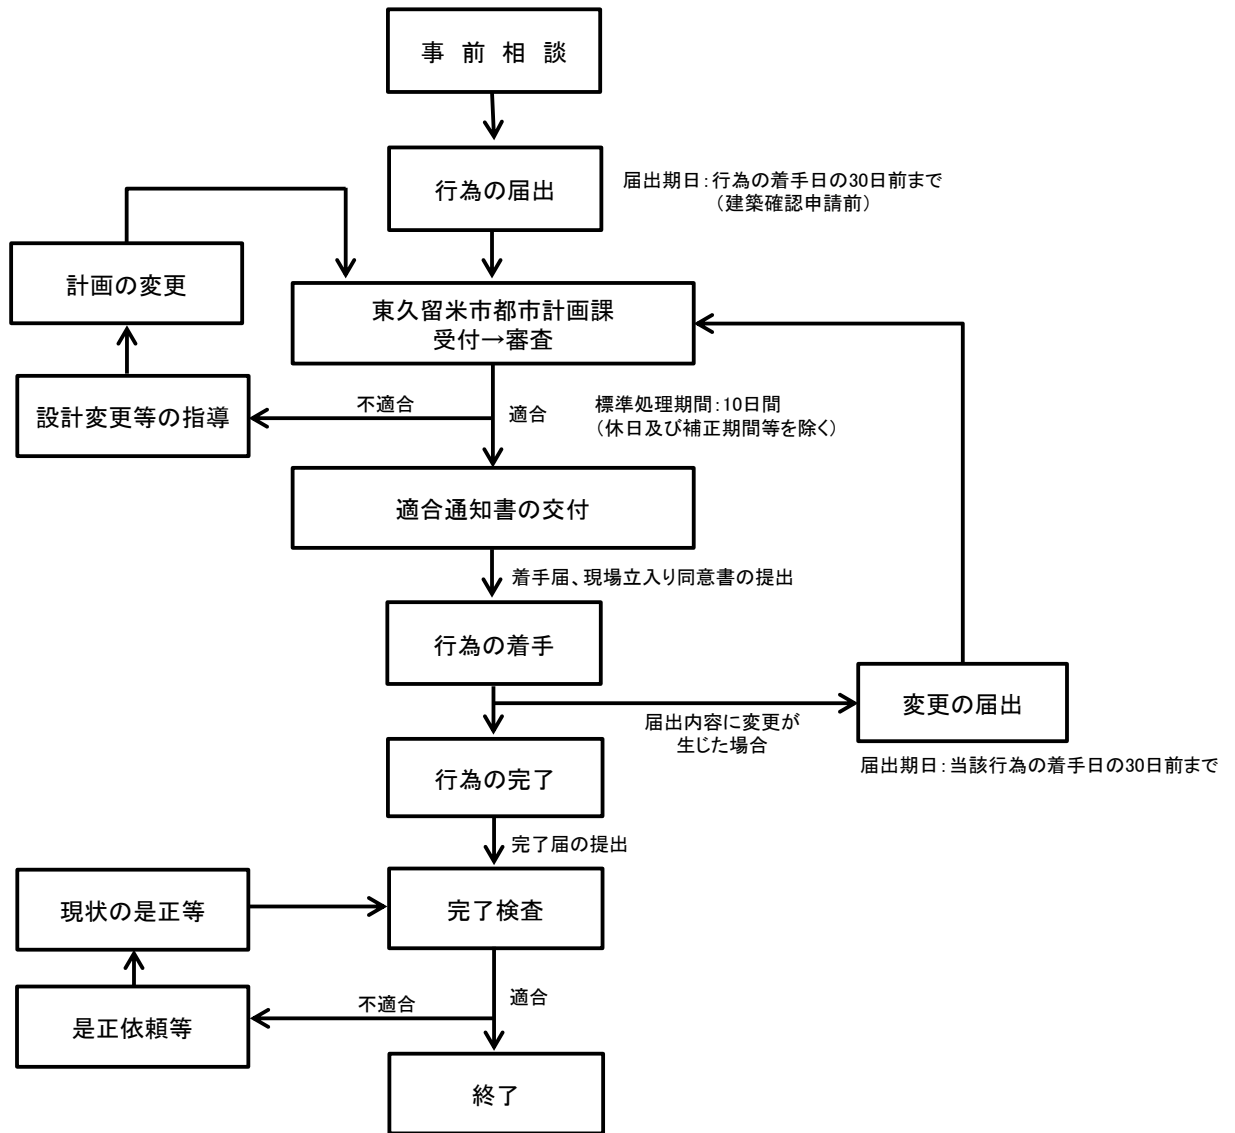 事 前 相 談
行為の届出
届出期日：行為の着手日の30日前まで
（建築確認申請前）
計画の変更
東久留米市都市計画課
受付→審査
設計変更等の指導
不適合
適合
標準処理期間：10日間
（休日及び補正期間等を除く）
適合通知書の交付
着手届、現場立入り同意書の提出
行為の着手
変更の届出
届出内容に変更が
生じた場合
届出期日：当該行為の着手日の30日前まで
行為の完了
完了届の提出
現状の是正等
完了検査
是正依頼等
不適合
適合
終了